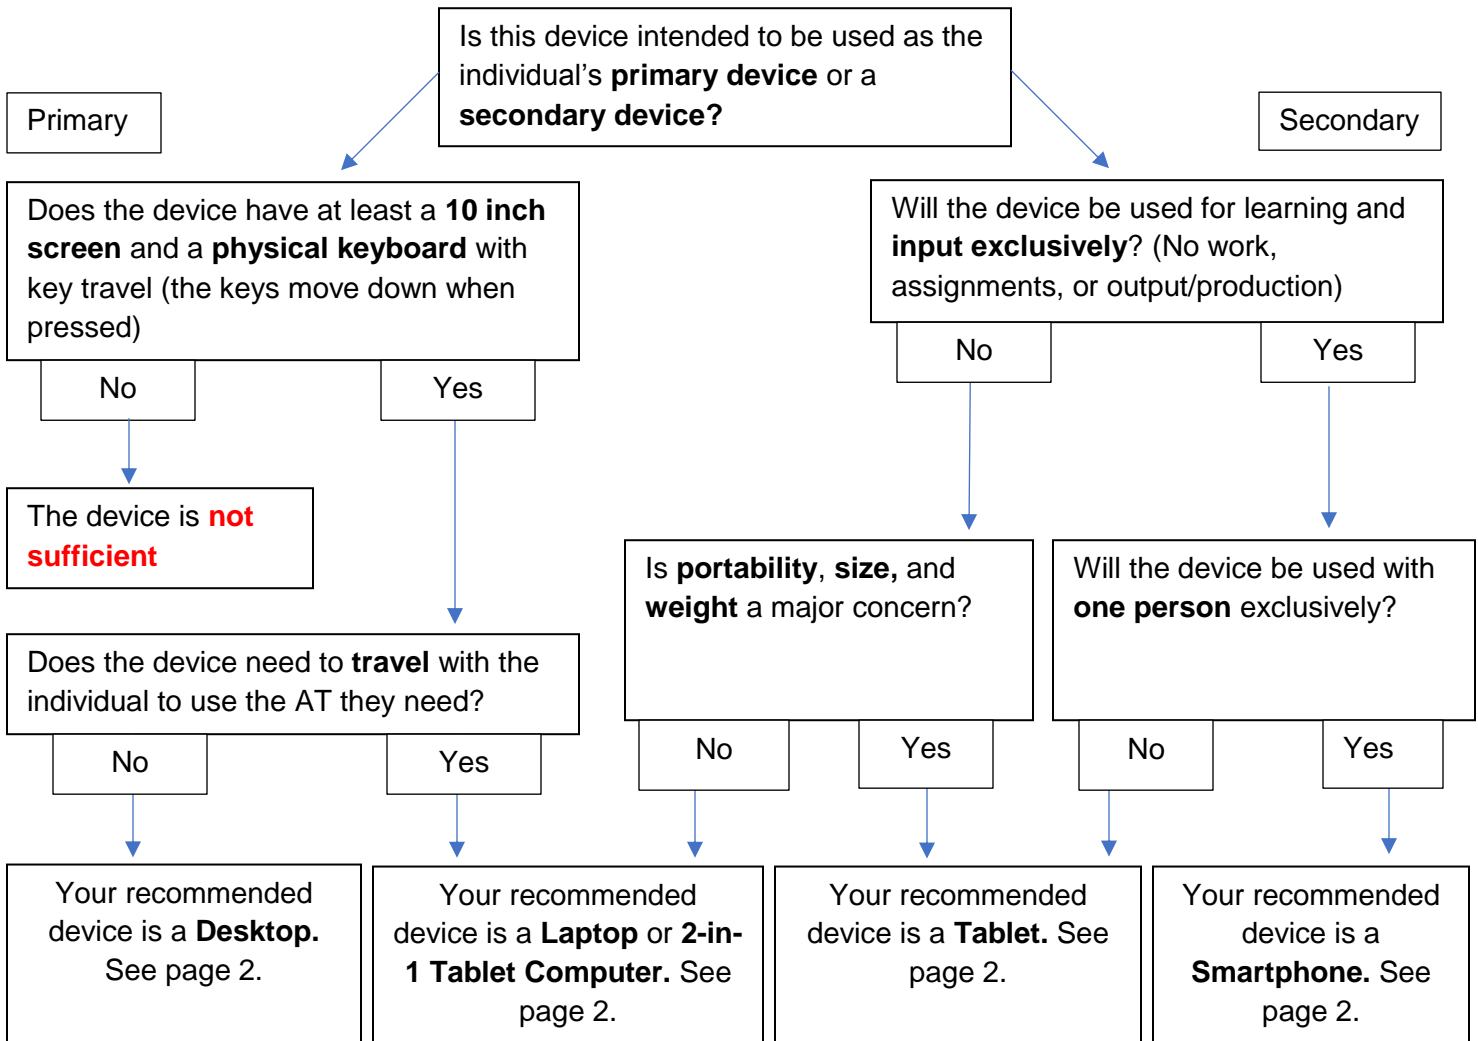 Is this device intended to be used as the
individual’s primary device or a
secondary device?
Primary
Secondary
Does the device have at least a 10 inch
screen and a physical keyboard with
key travel (the keys move down when
pressed)
Will the device be used for learning and
input exclusively? (No work,
assignments, or output/production)
No
Yes
No
Yes
The device is not
sufficient
Is portability, size, and
weight a major concern?
Will the device be used with
one person exclusively?
Does the device need to travel with the
individual to use the AT they need?
No
Yes
No
Yes
No
Yes
Your recommended
device is a Desktop.
See page 2.
Your recommended
device is a Laptop or 2-in-
1 Tablet Computer. See
page 2.
Your recommended
device is a Tablet. See
page 2.
Your recommended
device is a
Smartphone. See
page 2.